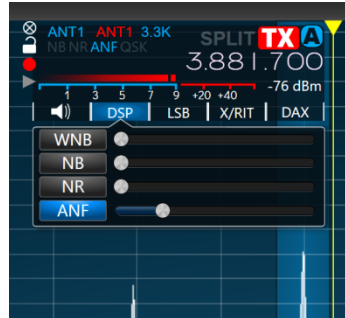 ANT1 ANT1 3.3K SPLIT TX A
NB NR ANF QSK
3.881.700
-76 dBm
1 3 5 7 9 +20 +40
DSP LSB X/RIT DAX
WNB
NB
NR
ANF